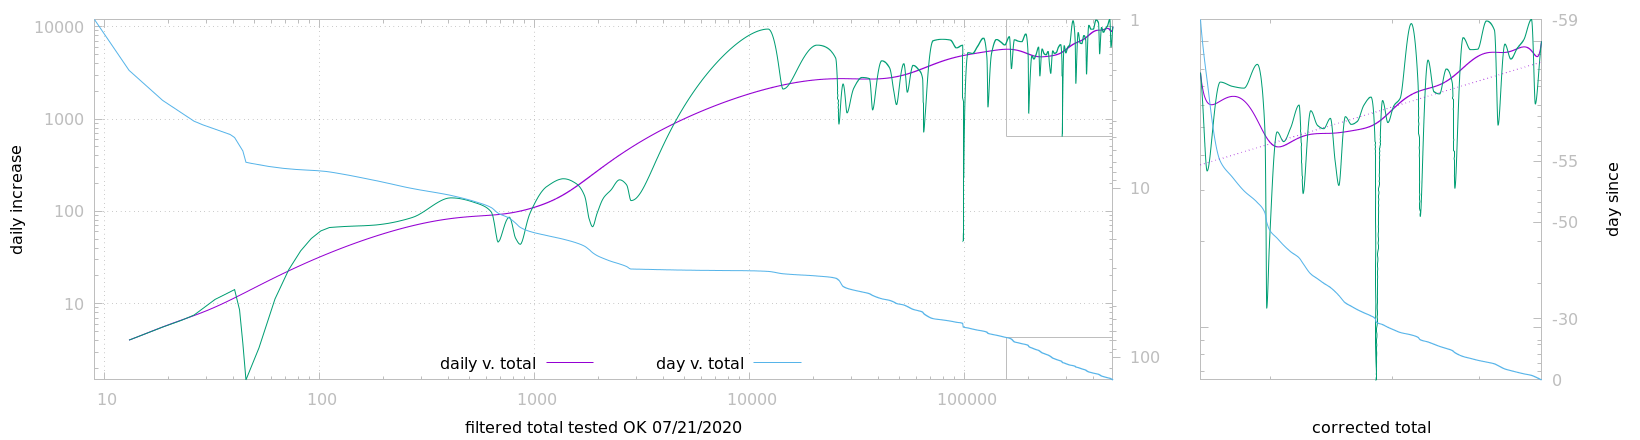 10000
1000
100
10
daily increase
10
100
1000
10000
100000
filtered total tested OK 07/21/2020
daily v. total
day v. total
1
10
100
-59
-55
-50
-30
0
day since
corrected total